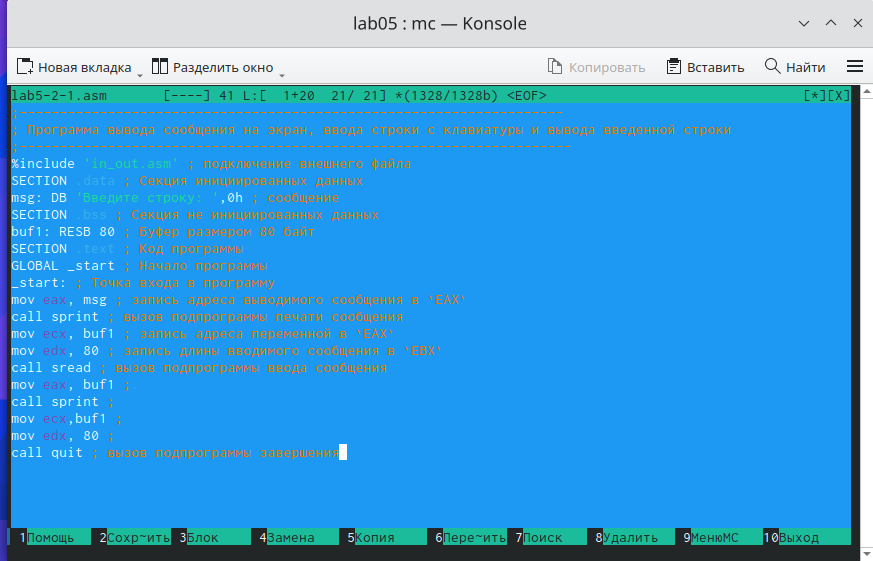 lab05 : mc — Konsole
Новая вкладка Разделить окно Копировать Вставить Найти
lab5-2-1.asm [----] 41 L:[ 1+20 21/ 21] *(1328/1328b) <EOF> [*][X]
;------------------------------------------------------------------
; Программа вывода сообщения на экран, ввода строки с клавиатуры и вывода введенной строки
;-------------------------------------------------------------------
%include 'in_out.asm' ; подключение внешнего файла
SECTION .data ; Секция инициированных данных
msg: DB 'Введите строку: ',0h ; сообщение
SECTION .bss ; Секция не инициированных данных
buf1: RESB 80 ; Буфер размером 80 байт
SECTION .text ; Код программы
GLOBAL _start ; Начало программы
_start: ; Точка входа в программу
mov eax, msg ; запись адреса выводимого сообщения в `EAX`
call sprint ; вызов подпрограммы печати сообщения
mov ecx, buf1 ; запись адреса переменной в `EAX`
mov edx, 80 ; запись длины вводимого сообщения в `EBX`
call sread ; вызов подпрограммы ввода сообщения
mov eax, buf1 ;
call sprint ;
mov ecx,buf1 ;
mov edx, 80 ;
call quit ; вызов подпрограммы завершения
1Помощь 2Сохр~ить 3Блок 4Замена 5Копия 6Пере~ить 7Поиск 8Удалить 9МенюMC 10Выход